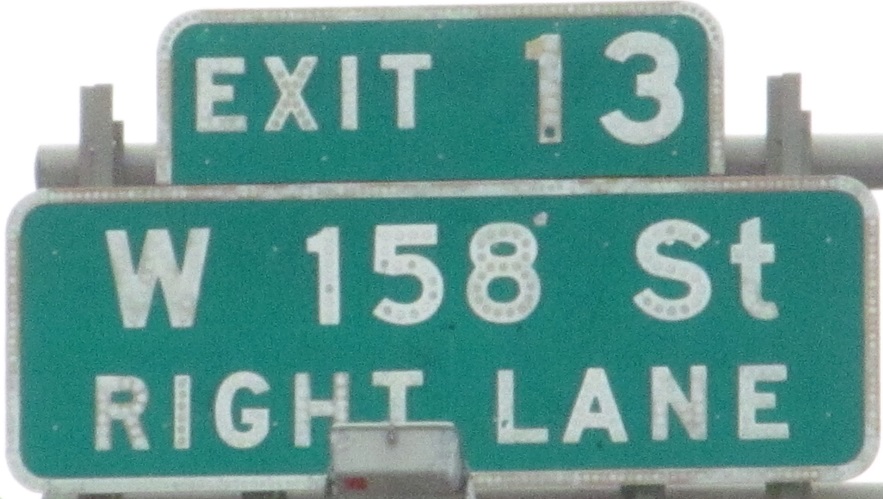 EXIT 13
W 158 St
RIGHT LANE